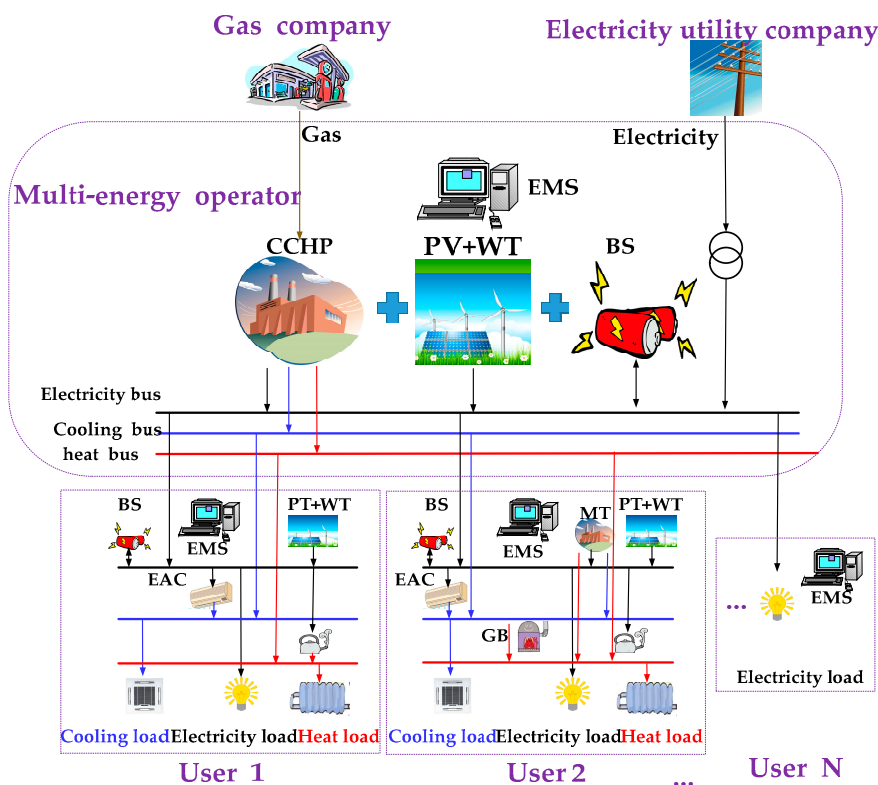 Gas company
Electricity utility company
Gas
Electricity
Multi-energy operator
EMS
CCHP
PV+WT
BS
Electricity bus
Cooling bus
heat bus
BS
EMS
PT+WT
EAC
Cooling load
Electricity load
Heat load
User 1
BS
EMS
MT
PT+WT
EAC
GB
Cooling load
Electricity load
Heat load
User 2
...
...
EMS
Electricity load
User N